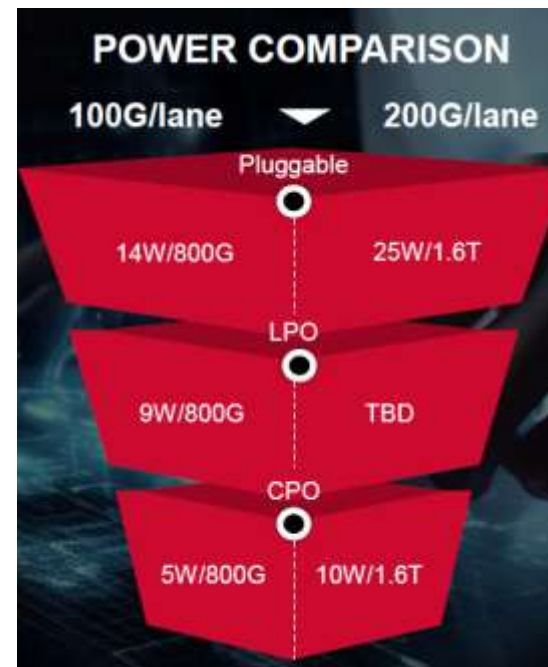 POWER COMPARISON
100G/lane 200G/lane
Pluggable
14W/800G 25W/1.6T
LPO
9W/800G TBD
CPO
5W/800G 10W/1.6T